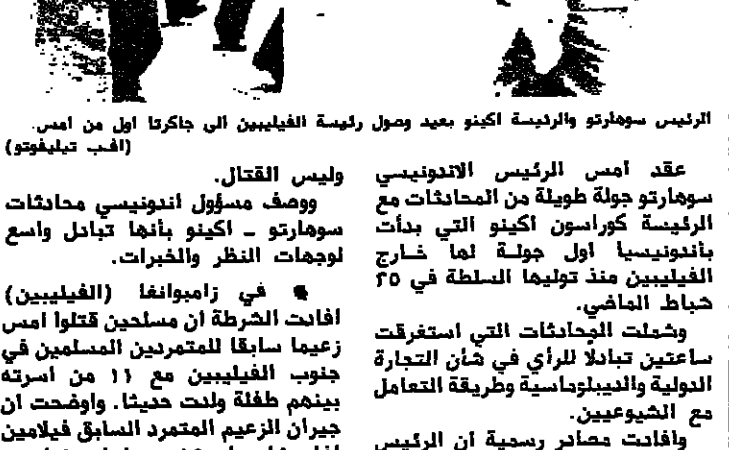 الرئيس سوهارتو والرئيسة اكينو بعيد وصول رئيسة الفيليبين الى جاكرتا اول من امس.
(اف.ب تيليفوتو)
عقد امس الرئيس الاندونيسي
سوهارتو جولة طويلة من المحادثات مع
الرئيسة كوراسون اكينو التي بدأت
بأندونيسيا اول جولة لها خارج
الفيليبين منذ توليها السلطة في ٢٥
شباط الماضي.
وشملت المحادثات التي استغرقت
ساعتين تبادلًا للرأي في شأن التجارة
الدولية والديبلوماسية وطريقة التعامل
مع الشيوعيين.
وافادت مصادر رسمية ان الرئيس
وليس القتال.
ووصف مسؤول اندونيسي محادثات
سوهارتو ـ اكينو بأنها تبادل واسع
لوجهات النظر والخبرات.
● في زامبوانغا (الفيليبين)
افادت الشرطة ان مسلحين قتلوا امس
زعيما سابقا للمتمردين المسلمين في
جنوب الفيليبين مع ١١ من اسرته
بينهم طفلة ولدت حديثا. واوضحت ان
جيران الزعيم المتمرد السابق فيلامين